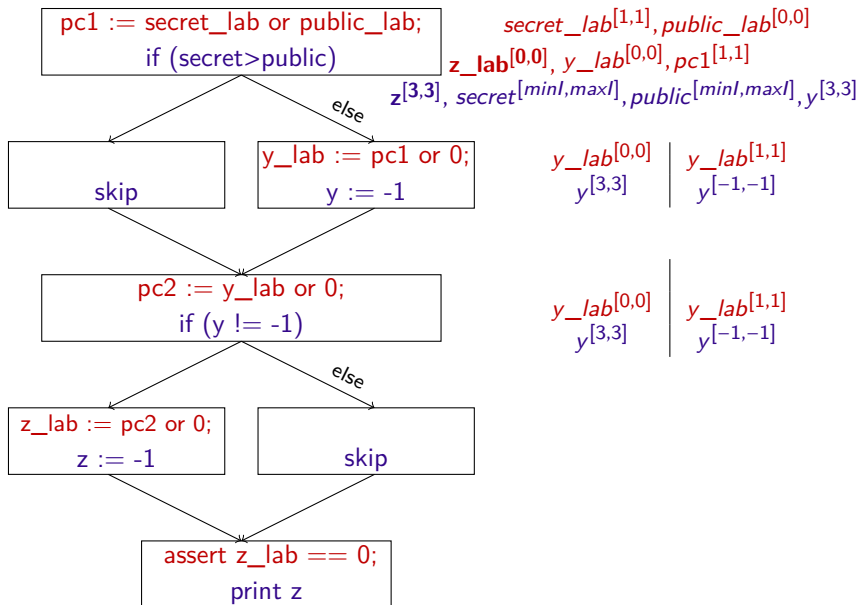 pc1 := secret_lab or public_lab;
if (secret>public)
secret_lab[1,1], public_lab[0,0]
z_lab[0,0], y_lab[0,0], pc1[1,1]
z[3,3], secret[minI,maxI], public[minI,maxI], y[3,3]
else
skip
y_lab := pc1 or 0;
y := -1
y_lab[0,0] y_lab[1,1]
y[3,3] y[−1,−1]
pc2 := y_lab or 0;
if (y != -1)
y_lab[0,0] y_lab[1,1]
y[3,3] y[−1,−1]
else
z_lab := pc2 or 0;
z := -1
skip
assert z_lab == 0;
print z